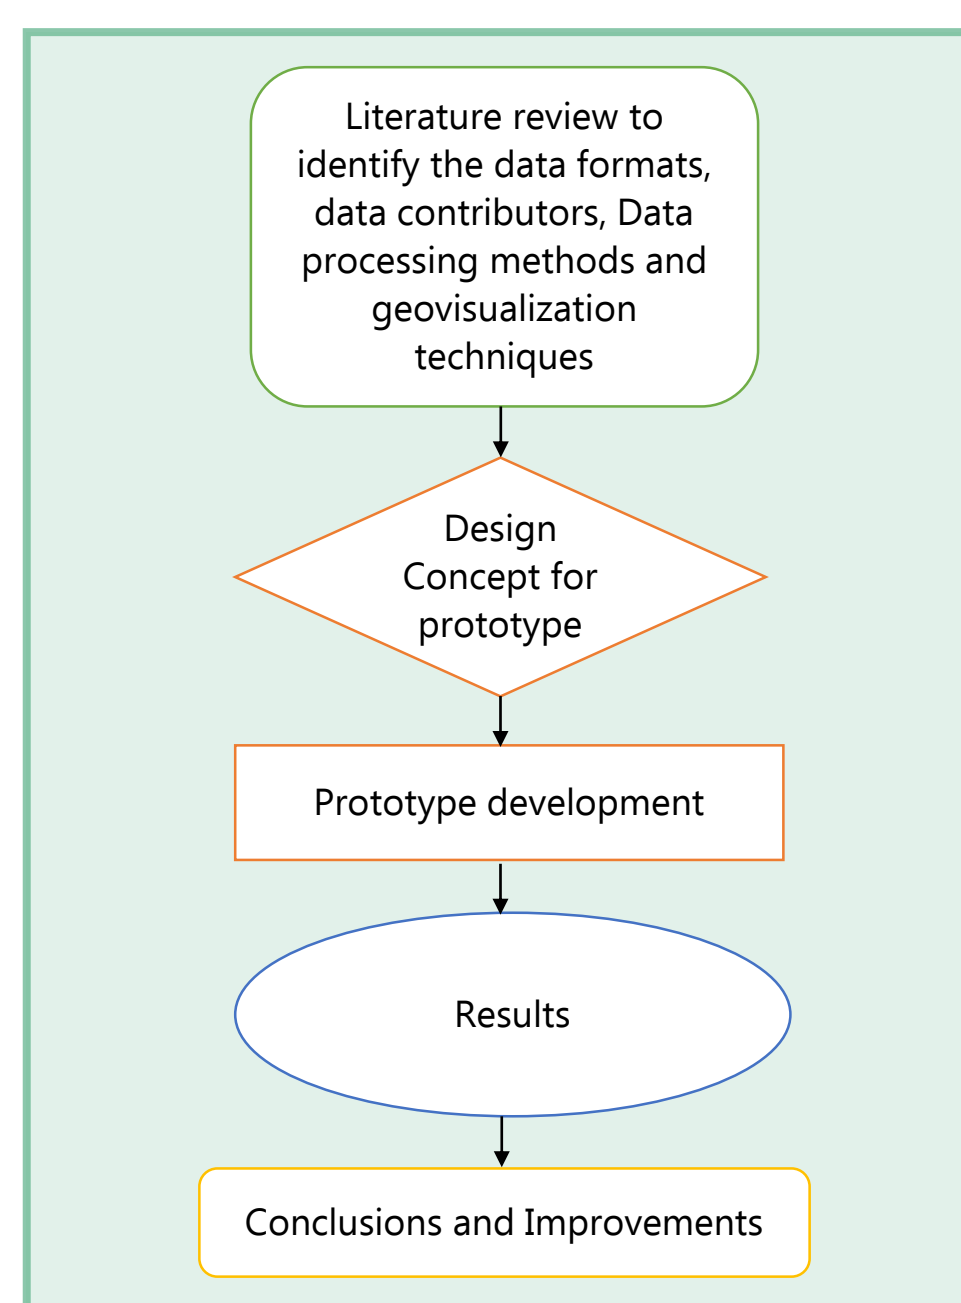 Literature review to
identify the data formats,
data contributors, Data
processing methods and
geovisualization
techniques
Design
Concept for
prototype
Prototype development
Results
Conclusions and Improvements